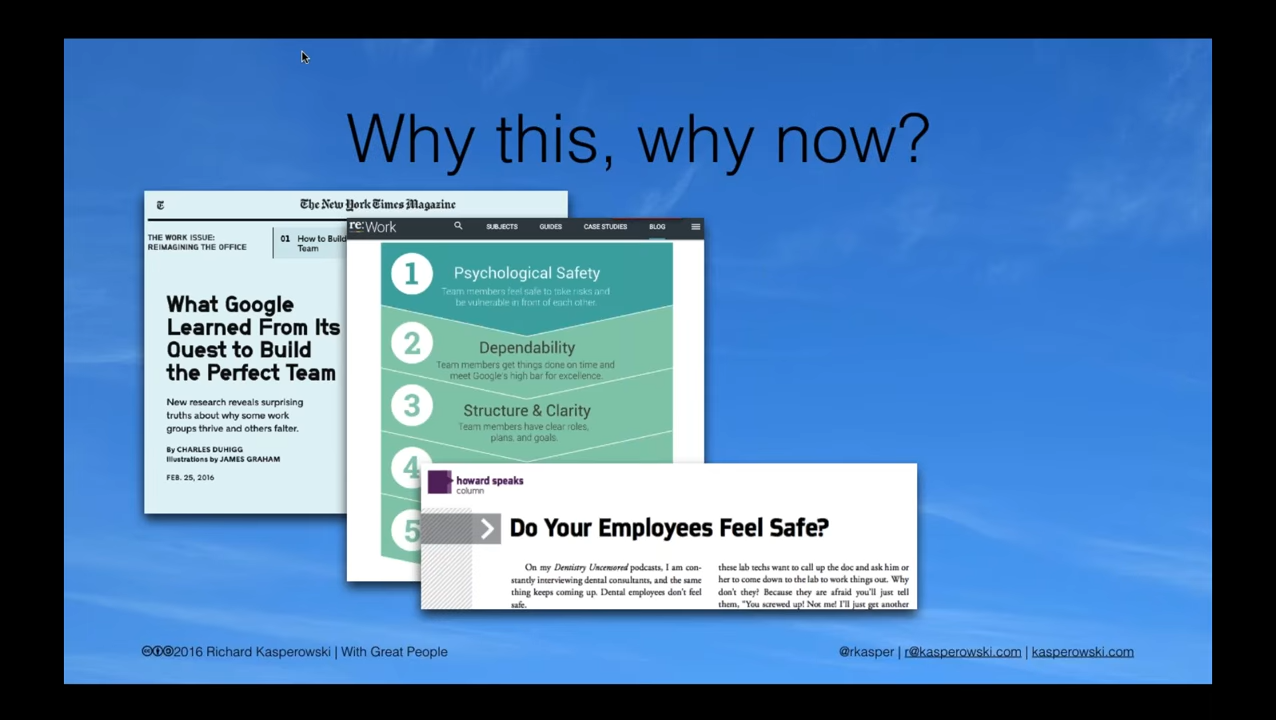 Why this, why now?
The New York Times Magazine
THE WORK ISSUE:
REIMAGINING THE OFFICE
01 How to Build
Team
What Google
Learned From Its
Quest to Build
the Perfect Team
New research reveals surprising
truths about why some work
groups thrive and others falter.
By CHARLES DUHIGG
Illustrations by JAMES GRAHAM
FEB. 25, 2016
re:Work
SUBJECTS GUIDES CASE STUDIES BLOG
1
Psychological Safety
Team members feel safe to take risks and
be vulnerable in front of each other.
2
Dependability
Team members get things done on time and
meet Google's high bar for excellence.
3
Structure & Clarity
Team members have clear roles,
plans, and goals.
4
5
howard speaks
column
Do Your Employees Feel Safe?
On my Dentistry Uncensored podcasts, I am con-
stantly interviewing dental consultants, and the same
thing keeps coming up. Dental employees don't feel
safe.
these lab techs want to call up the doc and ask him or
her to come down to the lab to work things out. Why
don't they? Because they are afraid you'll just tell
them, "You screwed up! Not me! I'll just get another
2016 Richard Kasperowski | With Great People
@rkasper | r@kasperowski.com | kasperowski.com